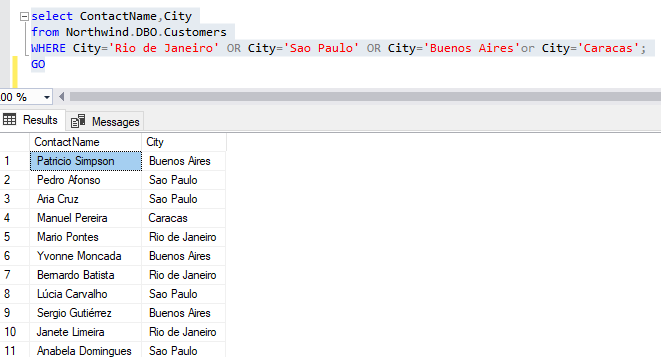 select ContactName,City
from Northwind.DBO.Customers
WHERE City='Rio de Janeiro' OR City='Sao Paulo' OR City='Buenos Aires'or City='Caracas';
GO
00 %
Results Messages
ContactName City
1 Patricio Simpson Buenos Aires
2 Pedro Afonso Sao Paulo
3 Aria Cruz Sao Paulo
4 Manuel Pereira Caracas
5 Mario Pontes Rio de Janeiro
6 Yvonne Moncada Buenos Aires
7 Bernardo Batista Rio de Janeiro
8 Lúcia Carvalho Sao Paulo
9 Sergio Gutiérrez Buenos Aires
10 Janete Limeira Rio de Janeiro
11 Anabela Domingues Sao Paulo